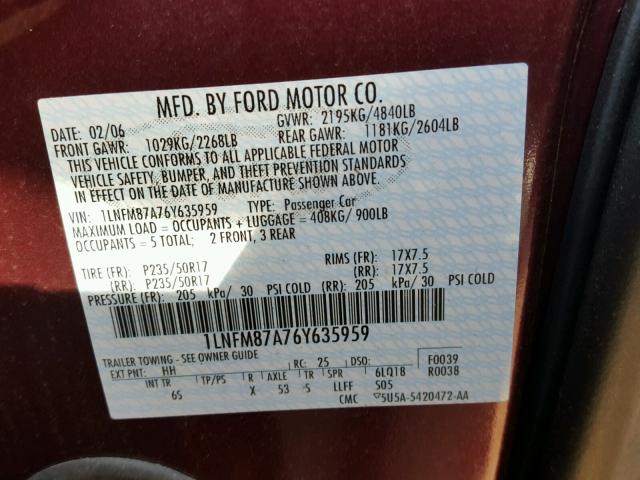 MFD. BY FORD MOTOR CO.
DATE: 02/06 GVWR: 2195KG/4840LB
FRONT GAWR: 1029KG/2268LB REAR GAWR: 1181KG/2604LB
THIS VEHICLE CONFORMS TO ALL APPLICABLE FEDERAL MOTOR
VEHICLE SAFETY, BUMPER, AND THEFT PREVENTION STANDARDS
IN EFFECT ON THE DATE OF MANUFACTURE SHOWN ABOVE.
VIN: 1LNFM87A76Y635959 TYPE: Passenger Car
MAXIMUM LOAD = OCCUPANTS + LUGGAGE = 408KG/ 900LB
OCCUPANTS = 5 TOTAL; 2 FRONT, 3 REAR
TIRE (FR): P235/50R17 RIMS (FR): 17X7.5
(RR): P235/50R17 (RR): 17X7.5
PRESSURE (FR): 205 kPa/ 30 PSI COLD (RR): 205 kPa/ 30 PSI COLD
1LNFM87A76Y635959
TRAILER TOWING - SEE OWNER GUIDE F0039
EXT PNT: HH RC: 25 DSO: R0038
INT TR TP/PS R AXLE TR SPR 6LQ18
6S X 53 S LLFF S05
CMC ▽5U5A-5420472-AA